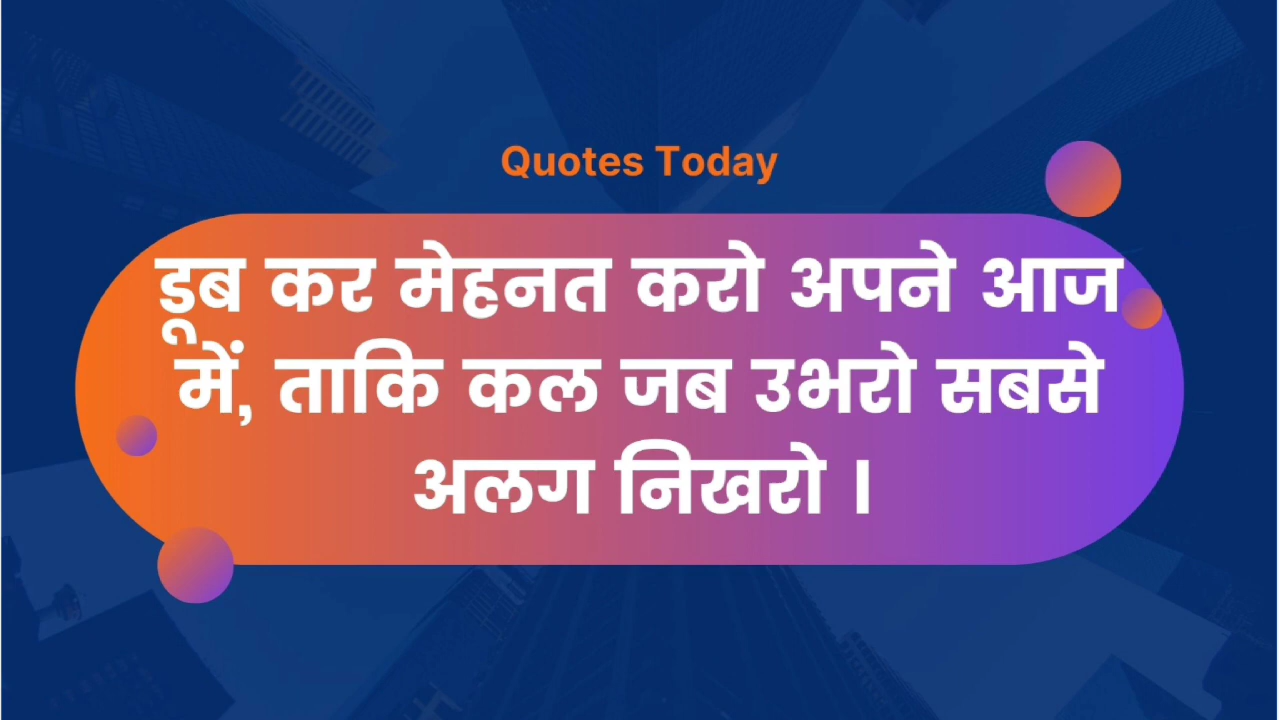 Quotes Today
डूब कर मेहनत करो अपने आज
में, ताकि कल जब उभरो सबसे
अलग निखरो ।